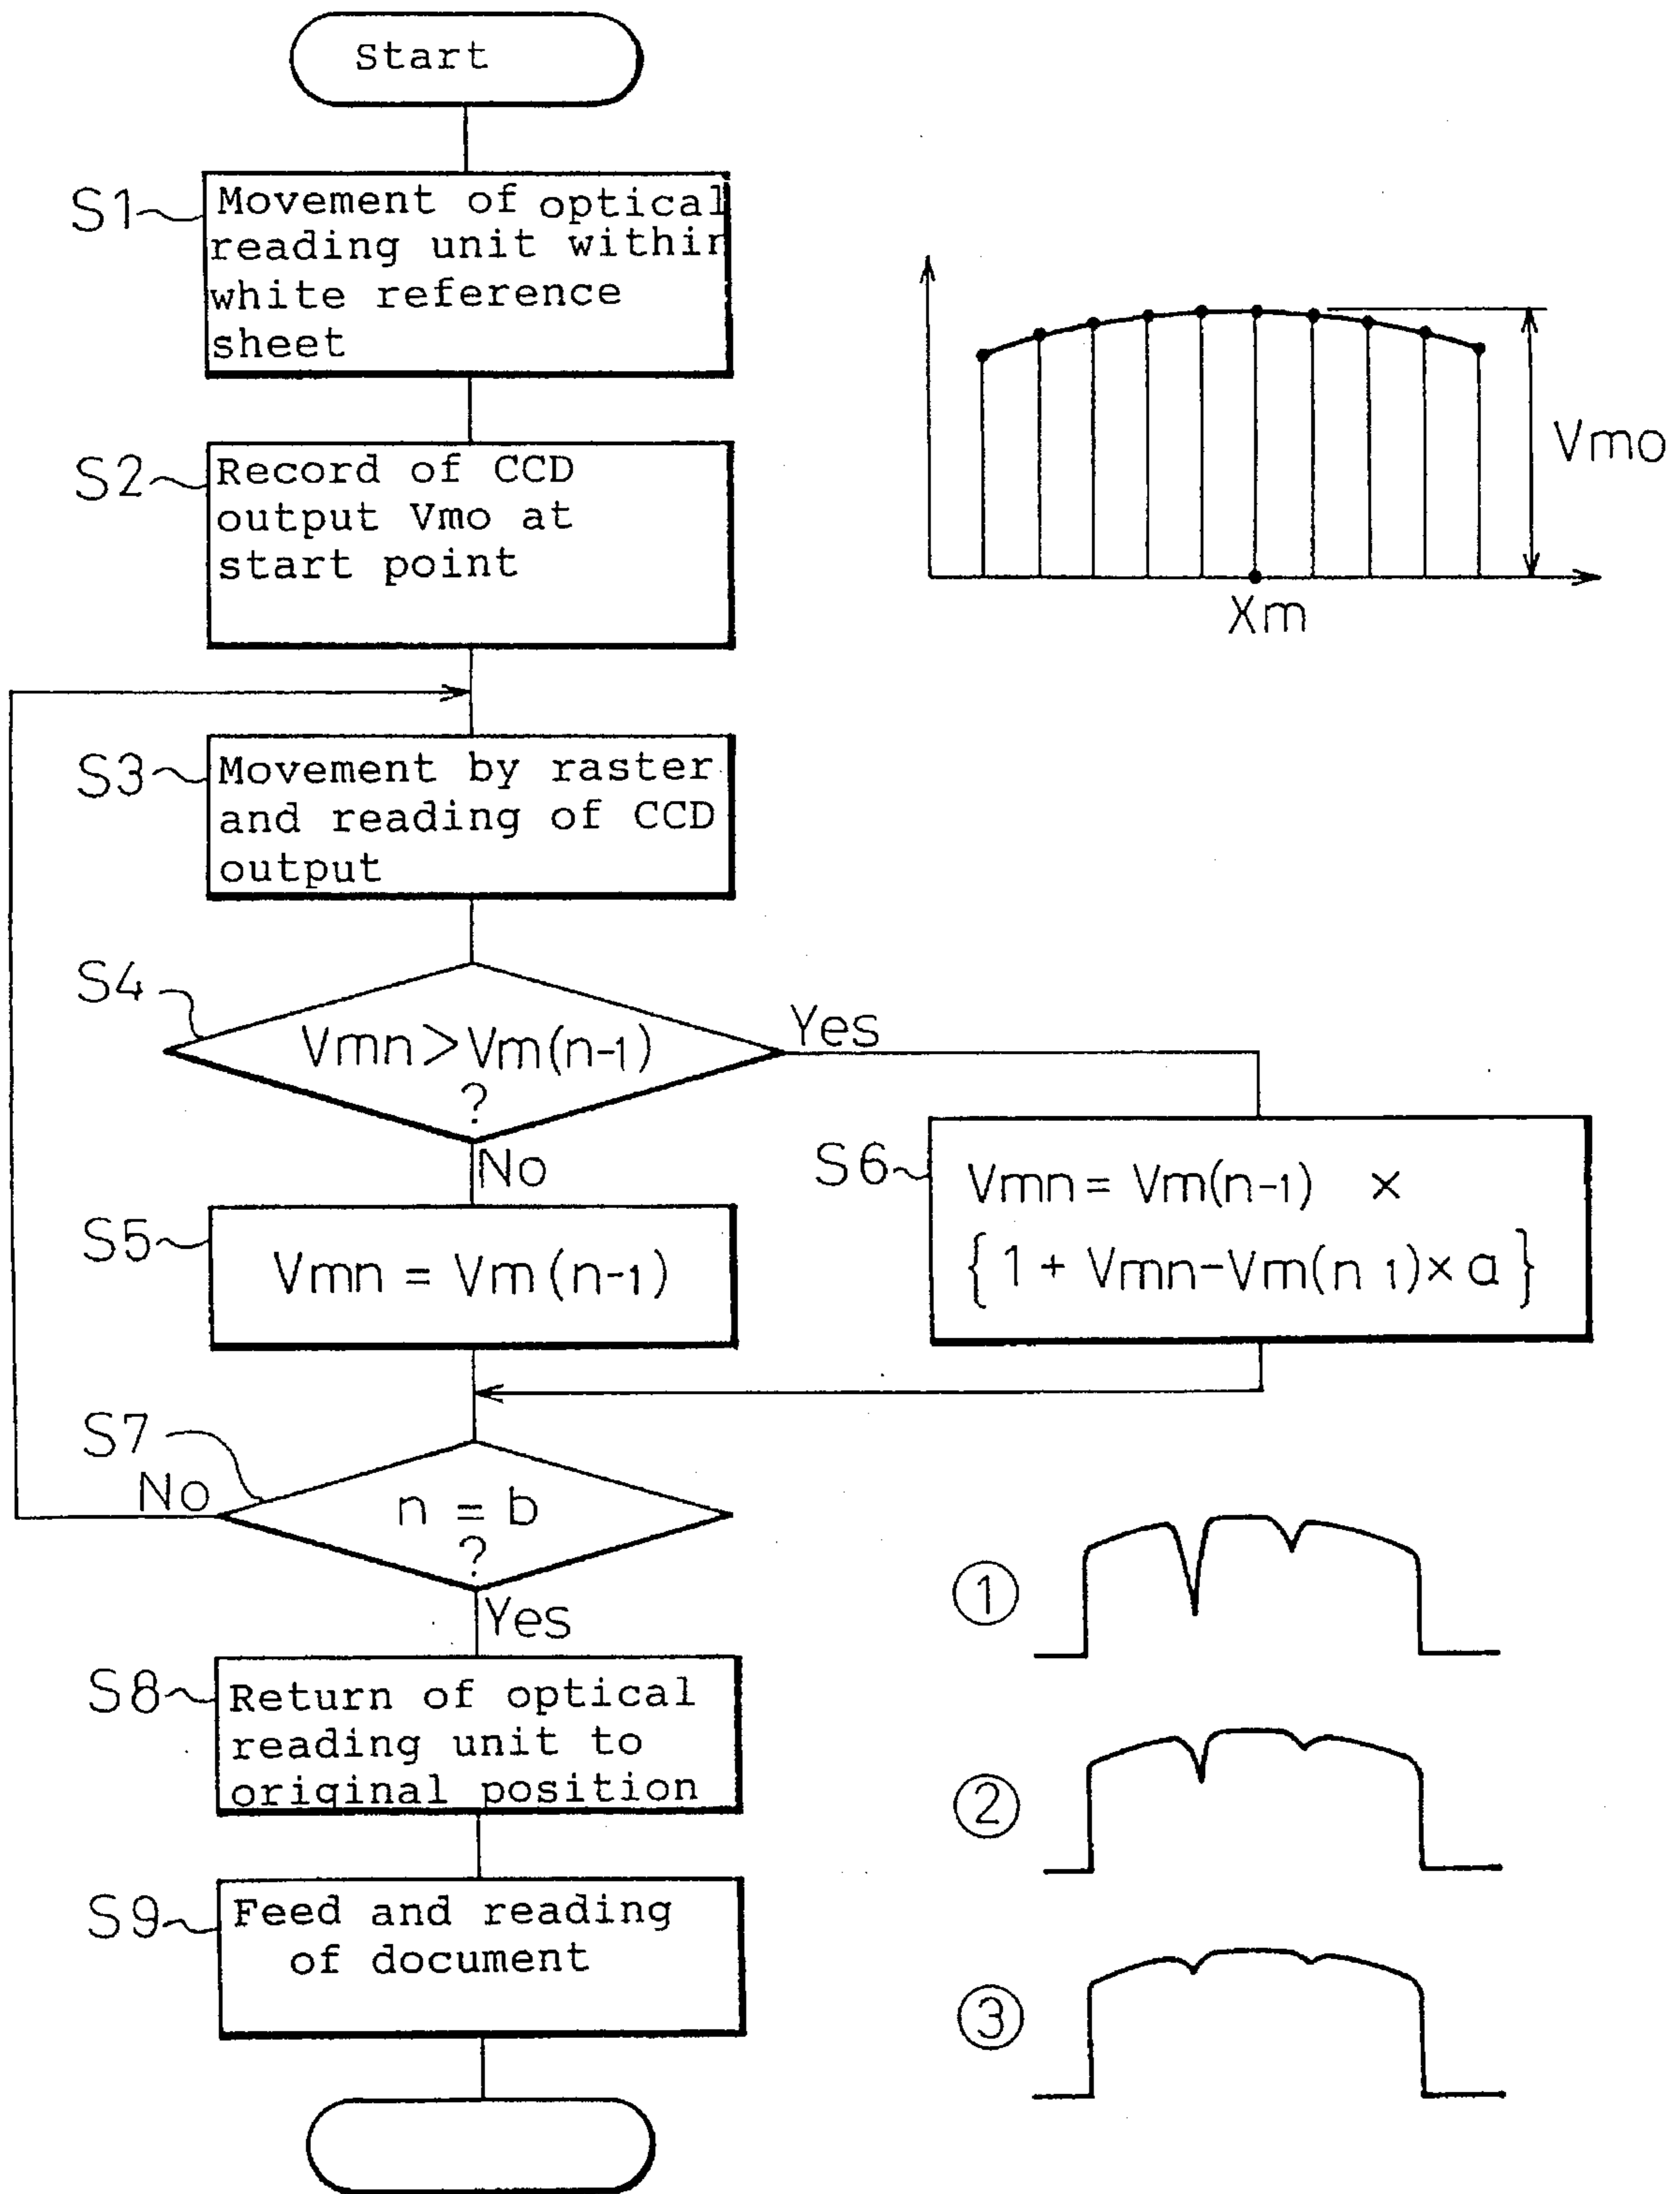 Start
S1
Movement of optical
reading unit within
white reference
sheet
Vmo
Xm
S2
Record of CCD
output Vmo at
start point
S3
Movement by raster
and reading of CCD
output
S4
Vmn>Vm(n-1)
?
Yes
No
S5
Vmn = Vm(n-1)
S6
Vmn = Vm(n-1) ×
{1 + Vmn-Vm(n 1)× a}
S7
No
n = b
?
Yes
S8
Return of optical
reading unit to
original position
S9
Feed and reading
of document
①
②
③